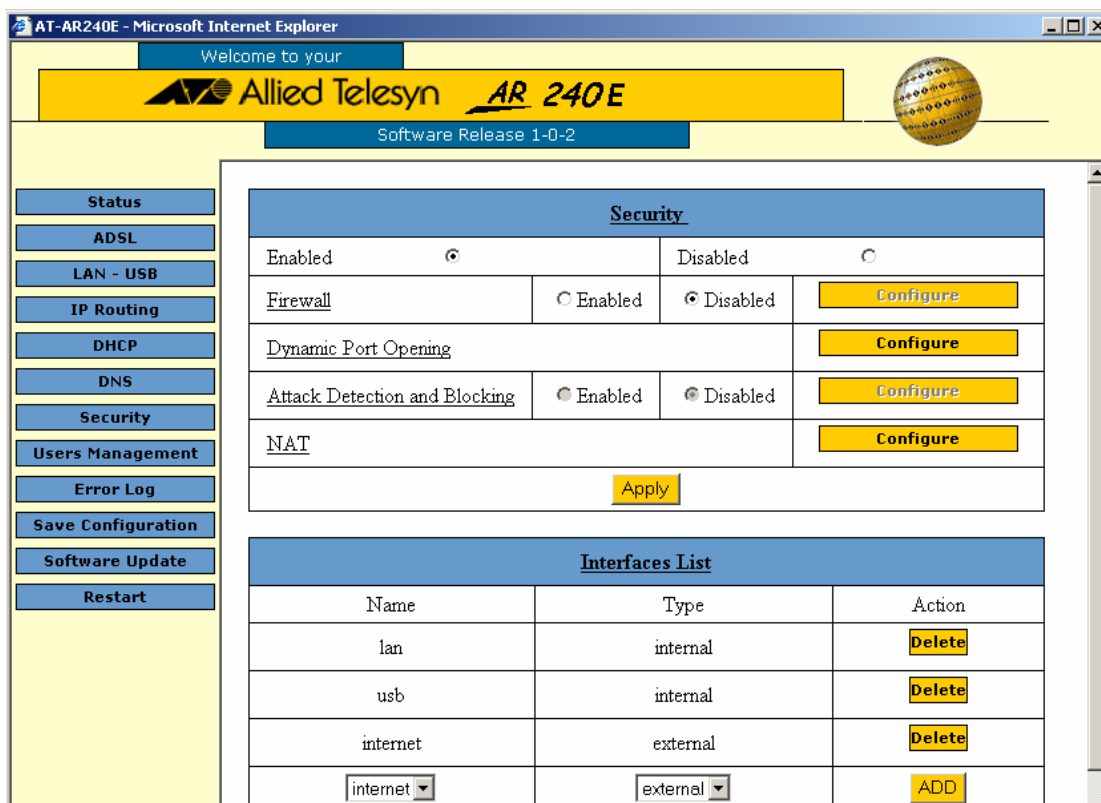 AT-AR240E - Microsoft Internet Explorer
Welcome to your
Allied Telesyn AR 240E
Software Release 1-0-2
Status
ADSL
LAN - USB
IP Routing
DHCP
DNS
Security
Users Management
Error Log
Save Configuration
Software Update
Restart
Security
Enabled Disabled
Firewall Enabled Disabled Configure
Dynamic Port Opening Configure
Attack Detection and Blocking Enabled Disabled Configure
NAT Configure
Apply
Interfaces List
Name Type Action
lan internal Delete
usb internal Delete
internet external Delete
internet external ADD